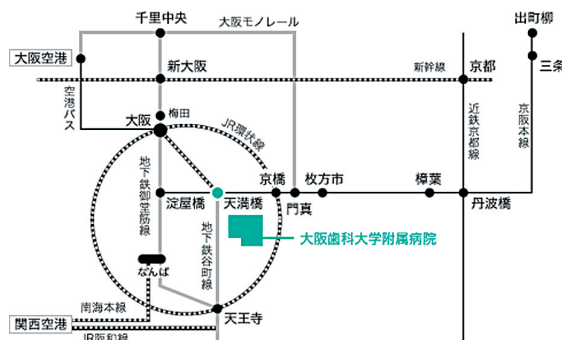 千里中央
大阪モノレール
出町柳
大阪空港
三条
新大阪
新幹線
京都
空港バス
梅田
大阪
JR環状線
近鉄京都線
京阪本線
地下鉄御堂筋線
京橋
枚方市
樟葉
淀屋橋
天満橋
門真
丹波橋
地下鉄谷町線
大阪歯科大学附属病院
なんば
南海本線
関西空港
天王寺
JR阪和線